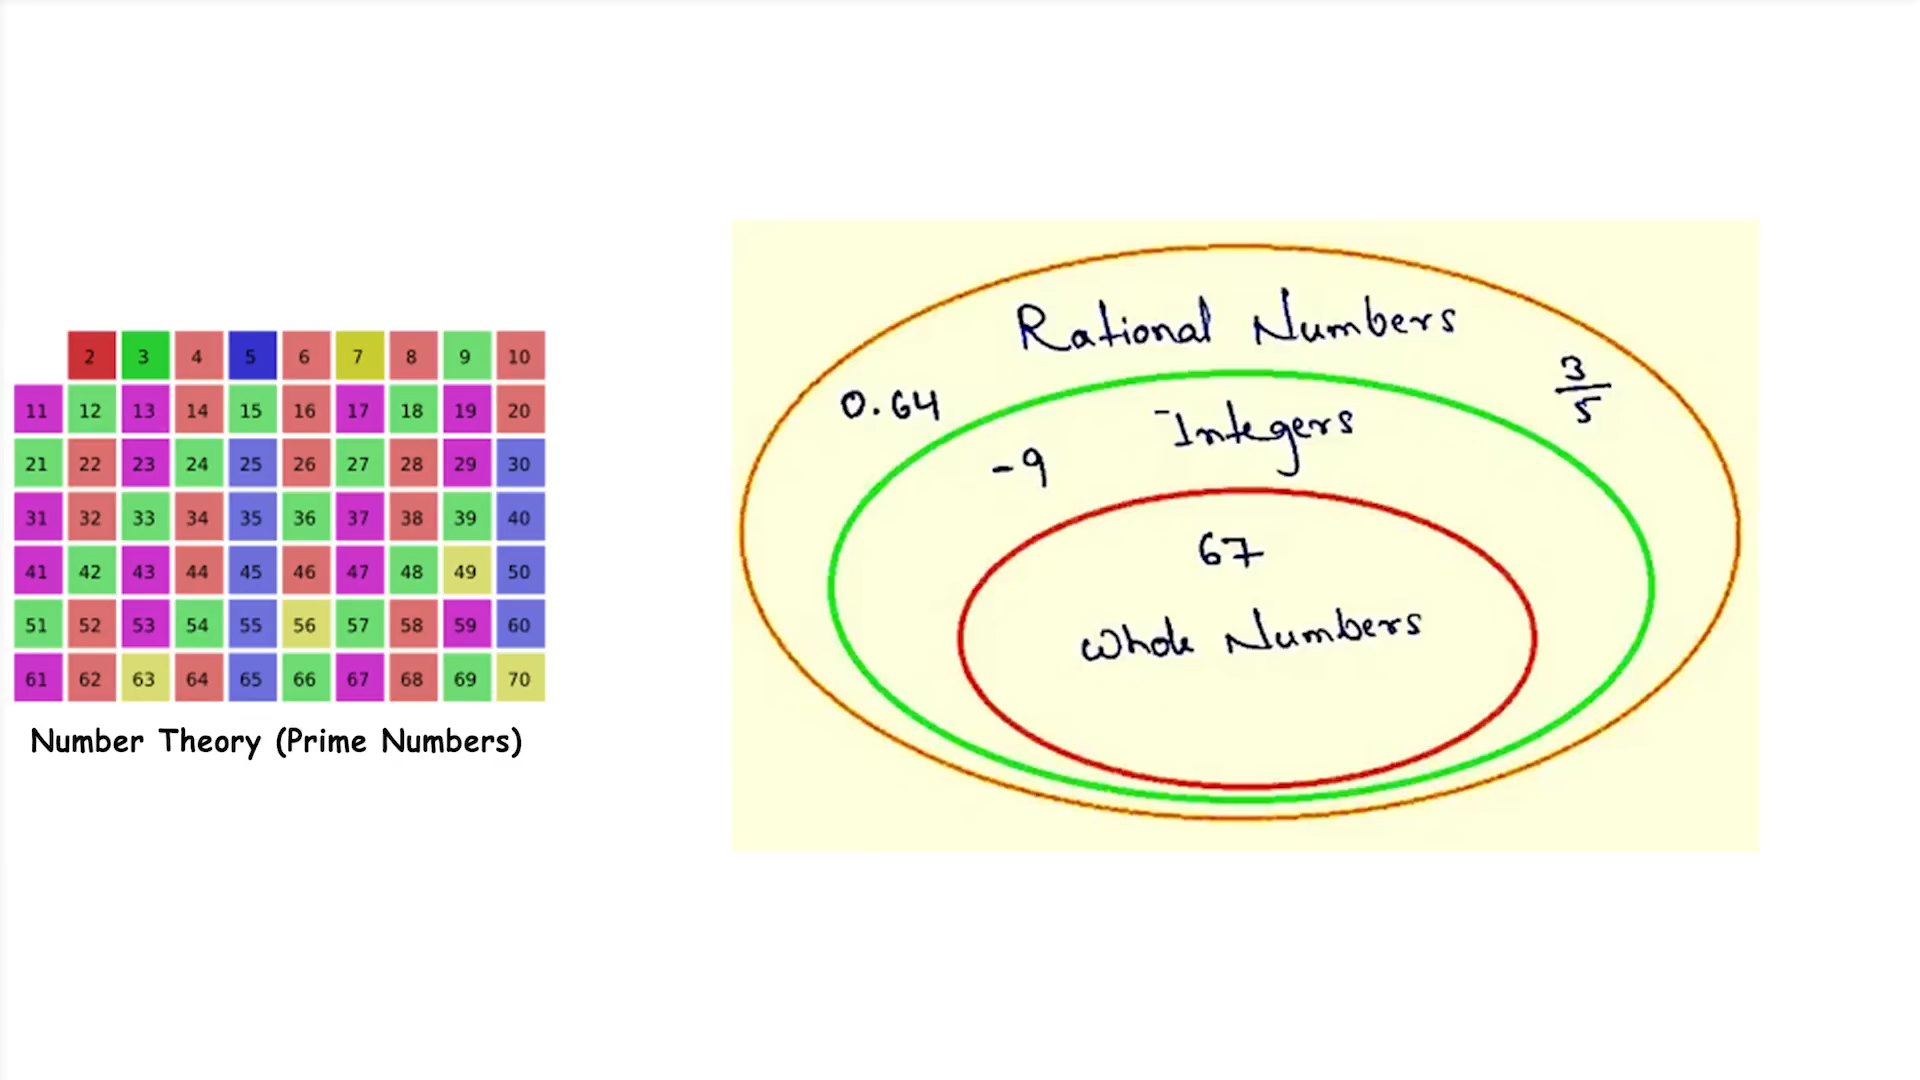 2 3 4 5 6 7 8 9 10
11 12 13 14 15 16 17 18 19 20
21 22 23 24 25 26 27 28 29 30
31 32 33 34 35 36 37 38 39 40
41 42 43 44 45 46 47 48 49 50
51 52 53 54 55 56 57 58 59 60
61 62 63 64 65 66 67 68 69 70
Number Theory (Prime Numbers)
Rational Numbers
0.64
3/5
Integers
-9
67
Whole Numbers